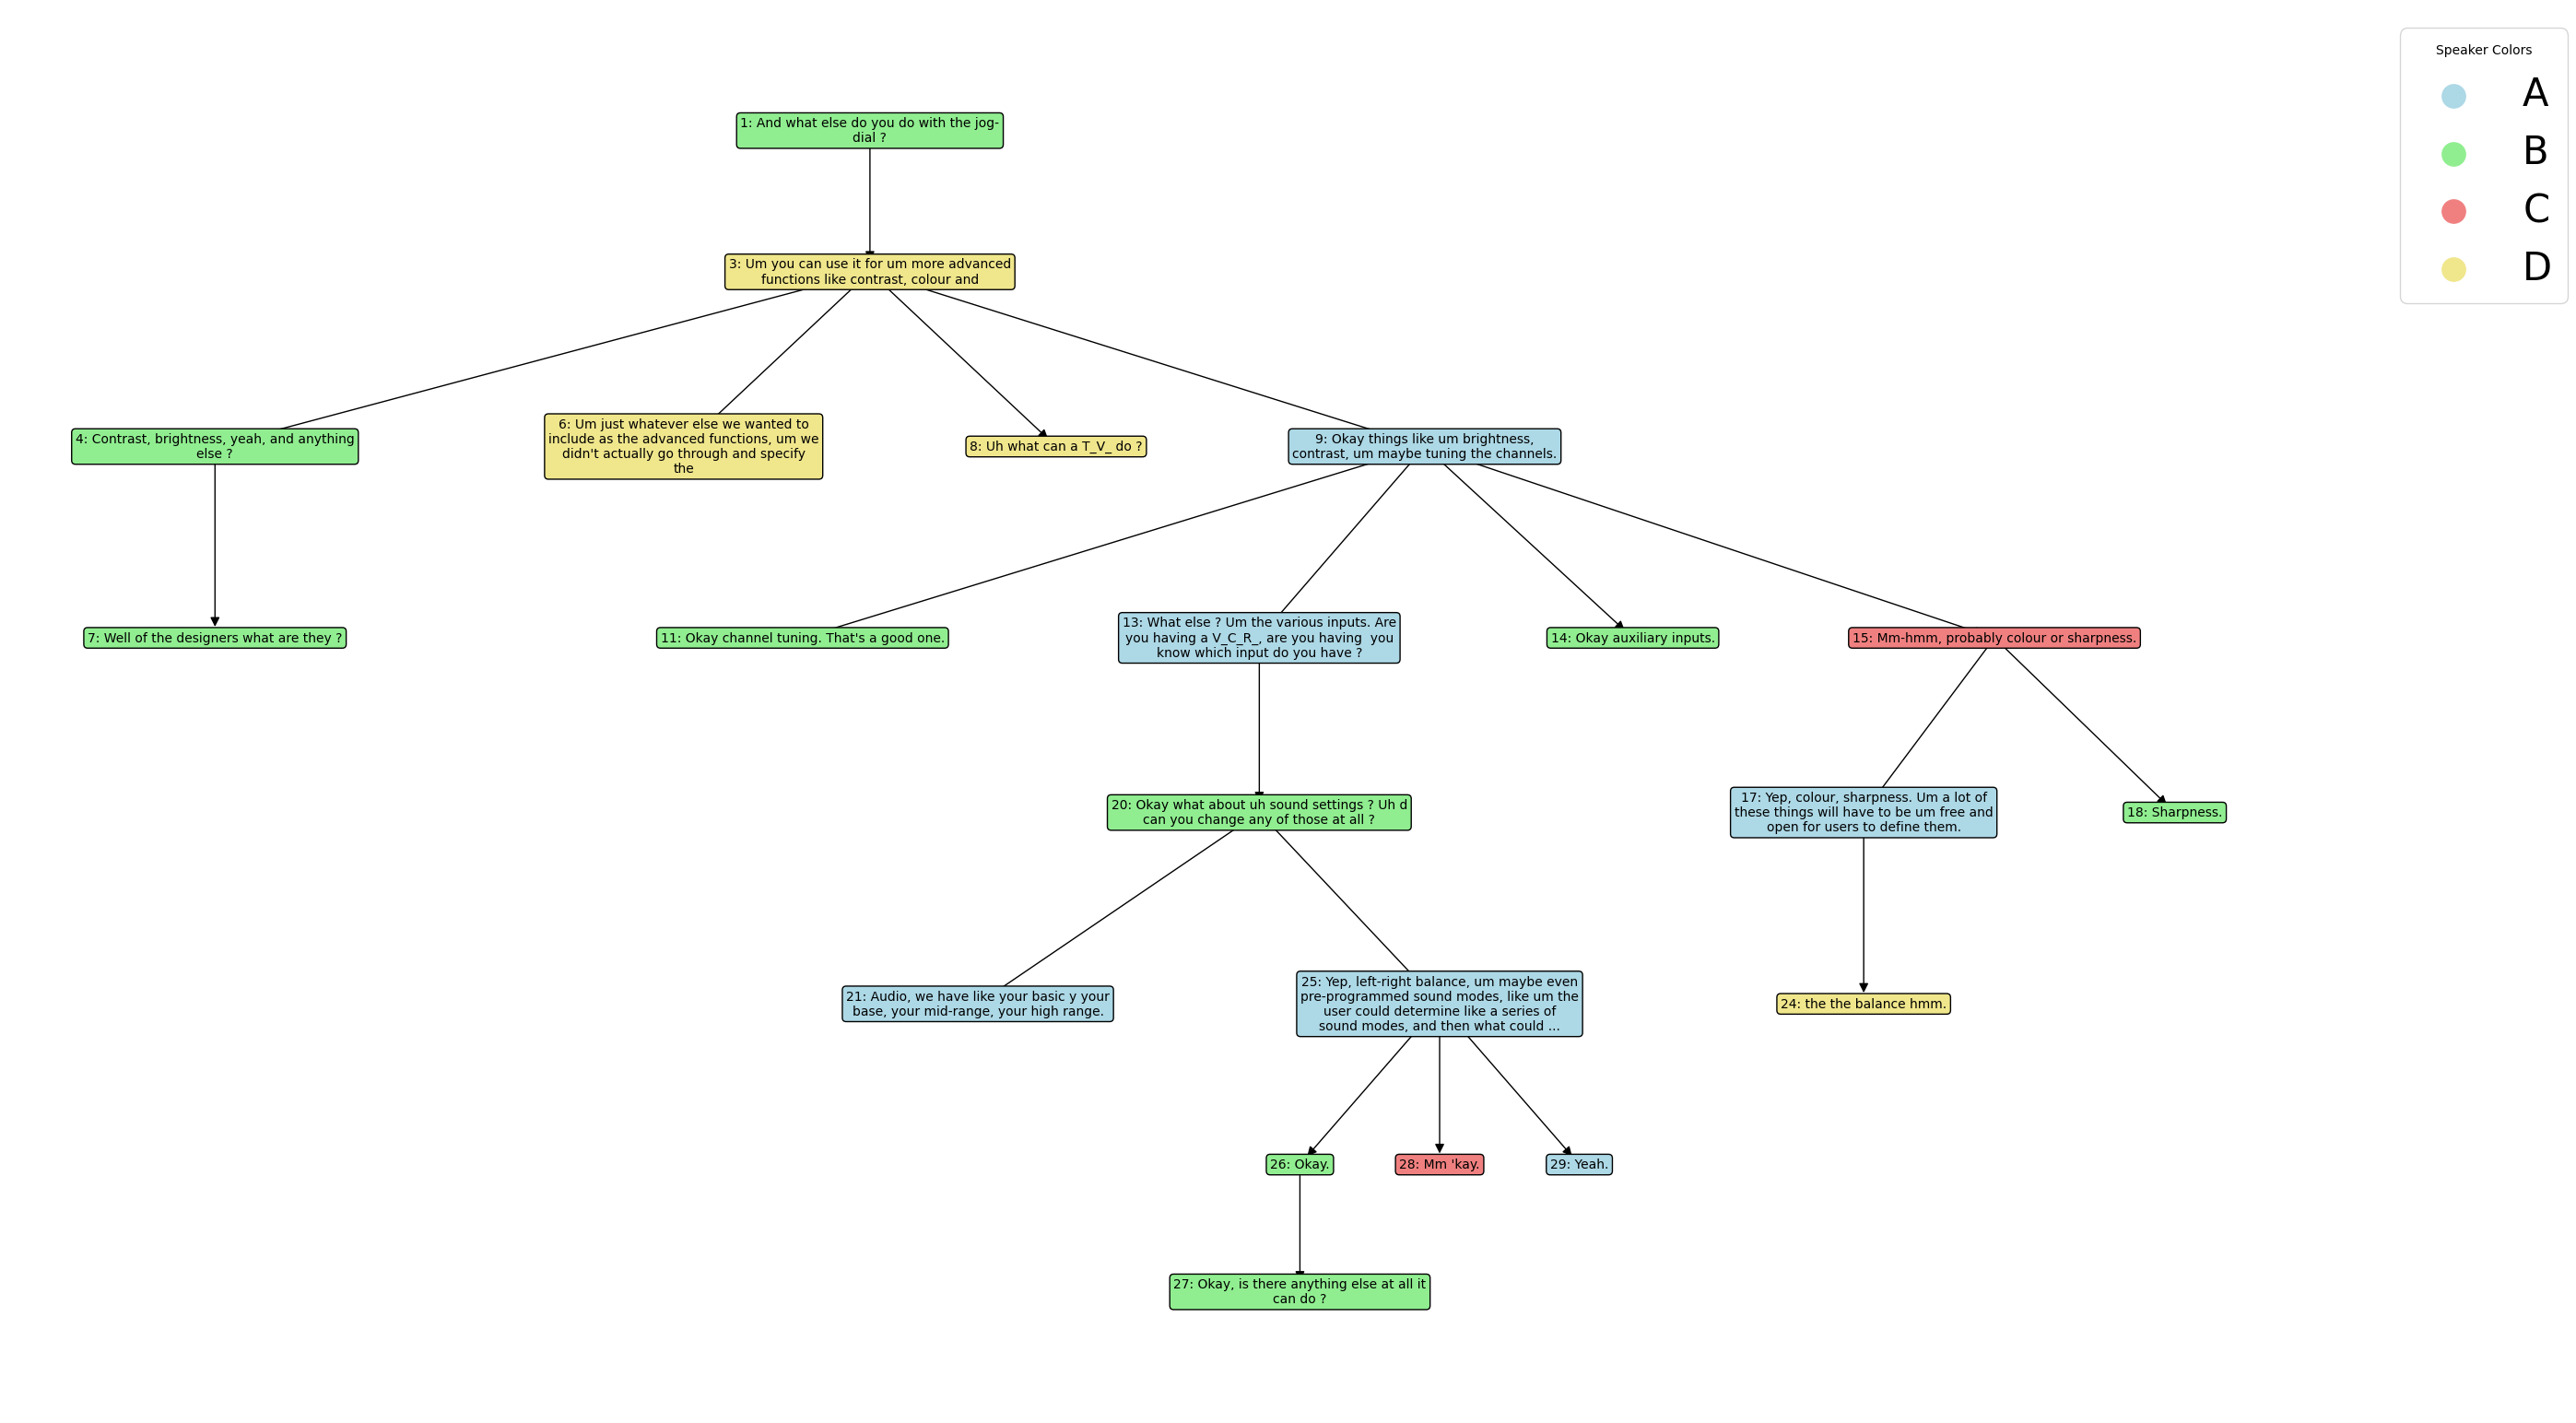 Speaker Colors
A
B
C
D
1: And what else do you do with the jog-
dial ?
3: Um you can use it for um more advanced
functions like contrast, colour and
4: Contrast, brightness, yeah, and anything
else ?
6: Um just whatever else we wanted to
include as the advanced functions, um we
didn't actually go through and specify
the
8: Uh what can a T_V_ do ?
9: Okay things like um brightness,
contrast, um maybe tuning the channels.
7: Well of the designers what are they ?
11: Okay channel tuning. That's a good one.
13: What else ? Um the various inputs. Are
you having a V_C_R_, are you having  you
know which input do you have ?
14: Okay auxiliary inputs.
15: Mm-hmm, probably colour or sharpness.
20: Okay what about uh sound settings ? Uh d
can you change any of those at all ?
17: Yep, colour, sharpness. Um a lot of
these things will have to be um free and
open for users to define them.
18: Sharpness.
21: Audio, we have like your basic y your
base, your mid-range, your high range.
25: Yep, left-right balance, um maybe even
pre-programmed sound modes, like um the
user could determine like a series of
sound modes, and then what could ...
24: the the balance hmm.
26: Okay.
28: Mm 'kay.
29: Yeah.
27: Okay, is there anything else at all it
can do ?